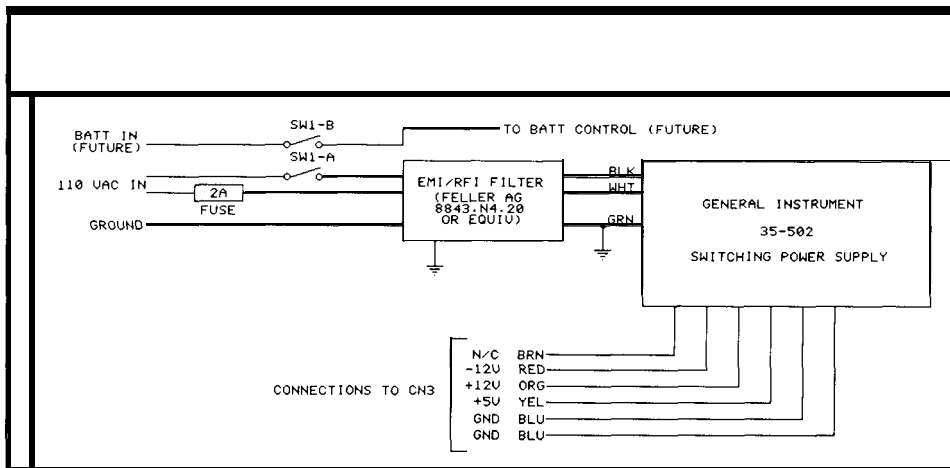 SW1-B
BATT IN
(FUTURE)
TO BATT CONTROL (FUTURE)
SW1-A
110 VAC IN
2A
FUSE
GROUND
EMI/RFI FILTER
(FELLER AG
8843.N4.20
OR EQUIV)
BLK
WHT
GRN
GENERAL INSTRUMENT
35-502
SWITCHING POWER SUPPLY
CONNECTIONS TO CN3
N/C BRN
-12V RED
+12V ORG
+5V YEL
GND BLU
GND BLU